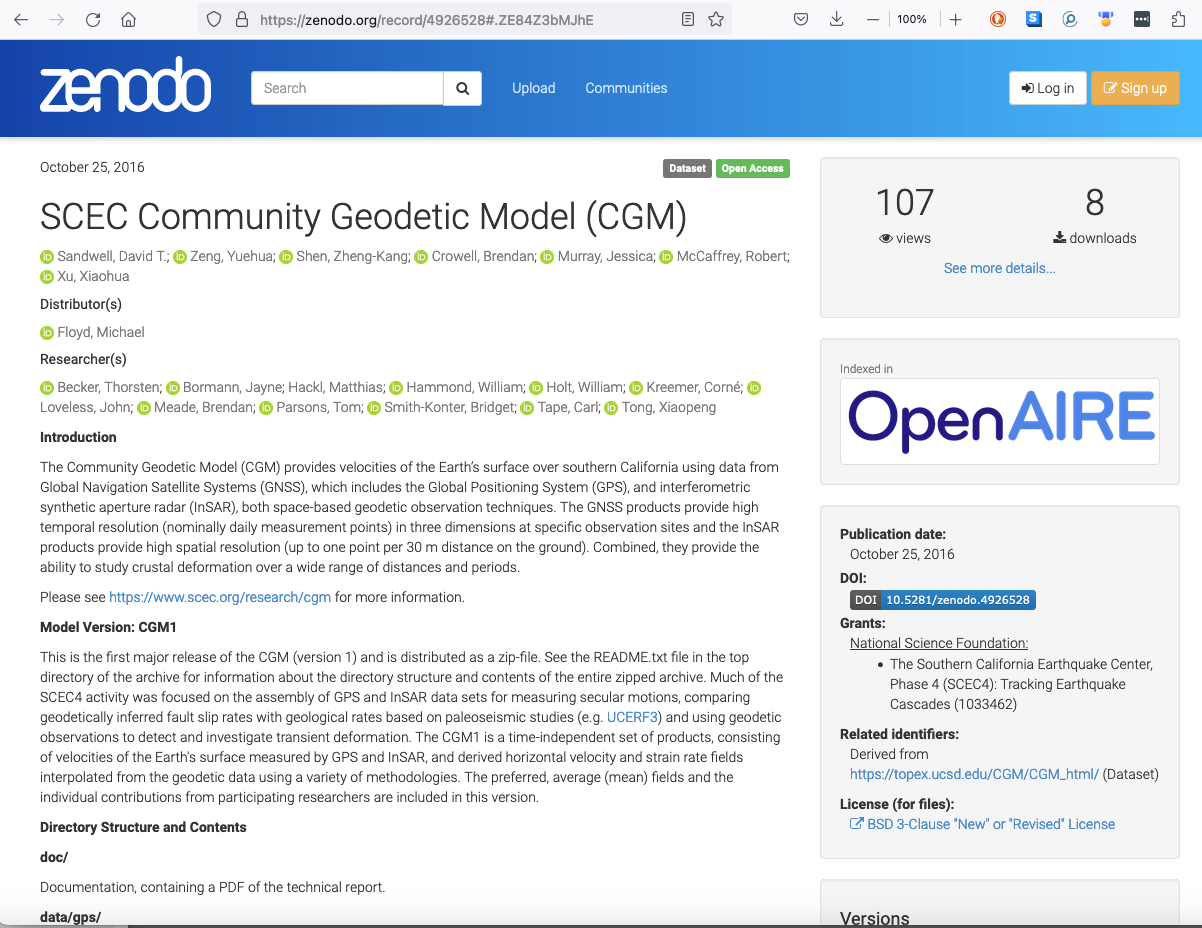 https://zenodo.org/record/4926528#.ZE84Z3bMJhE
100%
S
zenodo
Search
Upload
Communities
Log in
Sign up
October 25, 2016
Dataset
Open Access
SCEC Community Geodetic Model (CGM)
iD Sandwell, David T.; iD Zeng, Yuehua; iD Shen, Zheng-Kang; iD Crowell, Brendan; iD Murray, Jessica; iD McCaffrey, Robert;
iD Xu, Xiaohua
Distributor(s)
iD Floyd, Michael
Researcher(s)
iD Becker, Thorsten; iD Bormann, Jayne; Hackl, Matthias; iD Hammond, William; iD Holt, William; iD Kreemer, Corné; iD
Loveless, John; iD Meade, Brendan; iD Parsons, Tom; iD Smith-Konter, Bridget; iD Tape, Carl; iD Tong, Xiaopeng
Introduction
The Community Geodetic Model (CGM) provides velocities of the Earth’s surface over southern California using data from
Global Navigation Satellite Systems (GNSS), which includes the Global Positioning System (GPS), and interferometric
synthetic aperture radar (InSAR), both space-based geodetic observation techniques. The GNSS products provide high
temporal resolution (nominally daily measurement points) in three dimensions at specific observation sites and the InSAR
products provide high spatial resolution (up to one point per 30 m distance on the ground). Combined, they provide the
ability to study crustal deformation over a wide range of distances and periods.
Please see https://www.scec.org/research/cgm for more information.
Model Version: CGM1
This is the first major release of the CGM (version 1) and is distributed as a zip-file. See the README.txt file in the top
directory of the archive for information about the directory structure and contents of the entire zipped archive. Much of the
SCEC4 activity was focused on the assembly of GPS and InSAR data sets for measuring secular motions, comparing
geodetically inferred fault slip rates with geological rates based on paleoseismic studies (e.g. UCERF3) and using geodetic
observations to detect and investigate transient deformation. The CGM1 is a time-independent set of products, consisting
of velocities of the Earth's surface measured by GPS and InSAR, and derived horizontal velocity and strain rate fields
interpolated from the geodetic data using a variety of methodologies. The preferred, average (mean) fields and the
individual contributions from participating researchers are included in this version.
Directory Structure and Contents
doc/
Documentation, containing a PDF of the technical report.
data/gps/
107
views
8
downloads
See more details...
Indexed in
OpenAIRE
Publication date:
October 25, 2016
DOI:
DOI 10.5281/zenodo.4926528
Grants:
National Science Foundation:
• The Southern California Earthquake Center,
Phase 4 (SCEC4): Tracking Earthquake
Cascades (1033462)
Related identifiers:
Derived from
https://topex.ucsd.edu/CGM/CGM_html/ (Dataset)
License (for files):
BSD 3-Clause "New" or "Revised" License
Versions